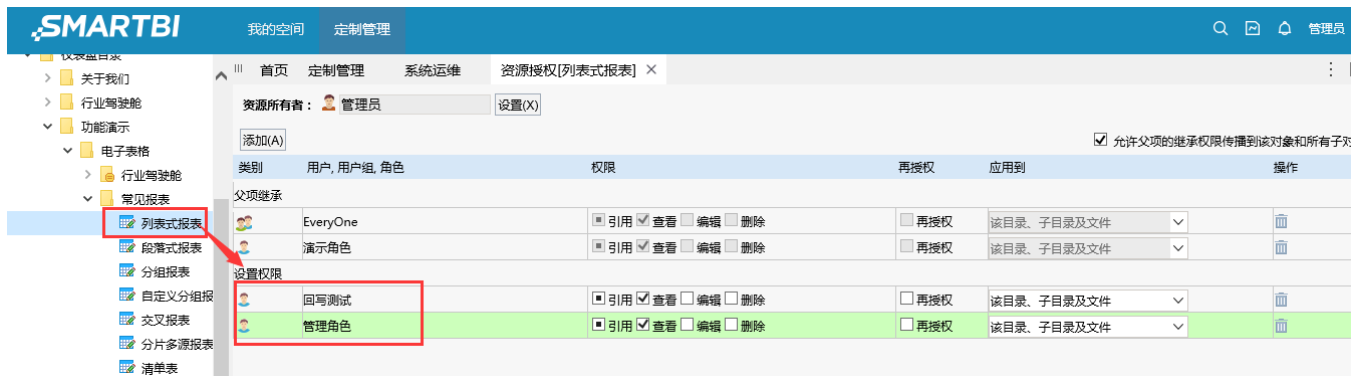 SMARTBI 我的空间 定制管理 管理员
仪表盘目录
关于我们
行业驾驶舱
功能演示
电子表格
行业驾驶舱
常见报表
列表式报表
段落式报表
分组报表
自定义分组报
交叉报表
分片多源报表
清单表
首页 定制管理 系统运维 资源授权[列表式报表] ×
资源所有者： 管理员 设置(X)
添加(A) 允许父项的继承权限传播到该对象和所有子对
类别 用户, 用户组, 角色 权限 再授权 应用到 操作
父项继承
EveryOne 引用 查看 编辑 删除 再授权 该目录、子目录及文件
演示角色 引用 查看 编辑 删除 再授权 该目录、子目录及文件
设置权限
回写测试 引用 查看 编辑 删除 再授权 该目录、子目录及文件
管理角色 引用 查看 编辑 删除 再授权 该目录、子目录及文件